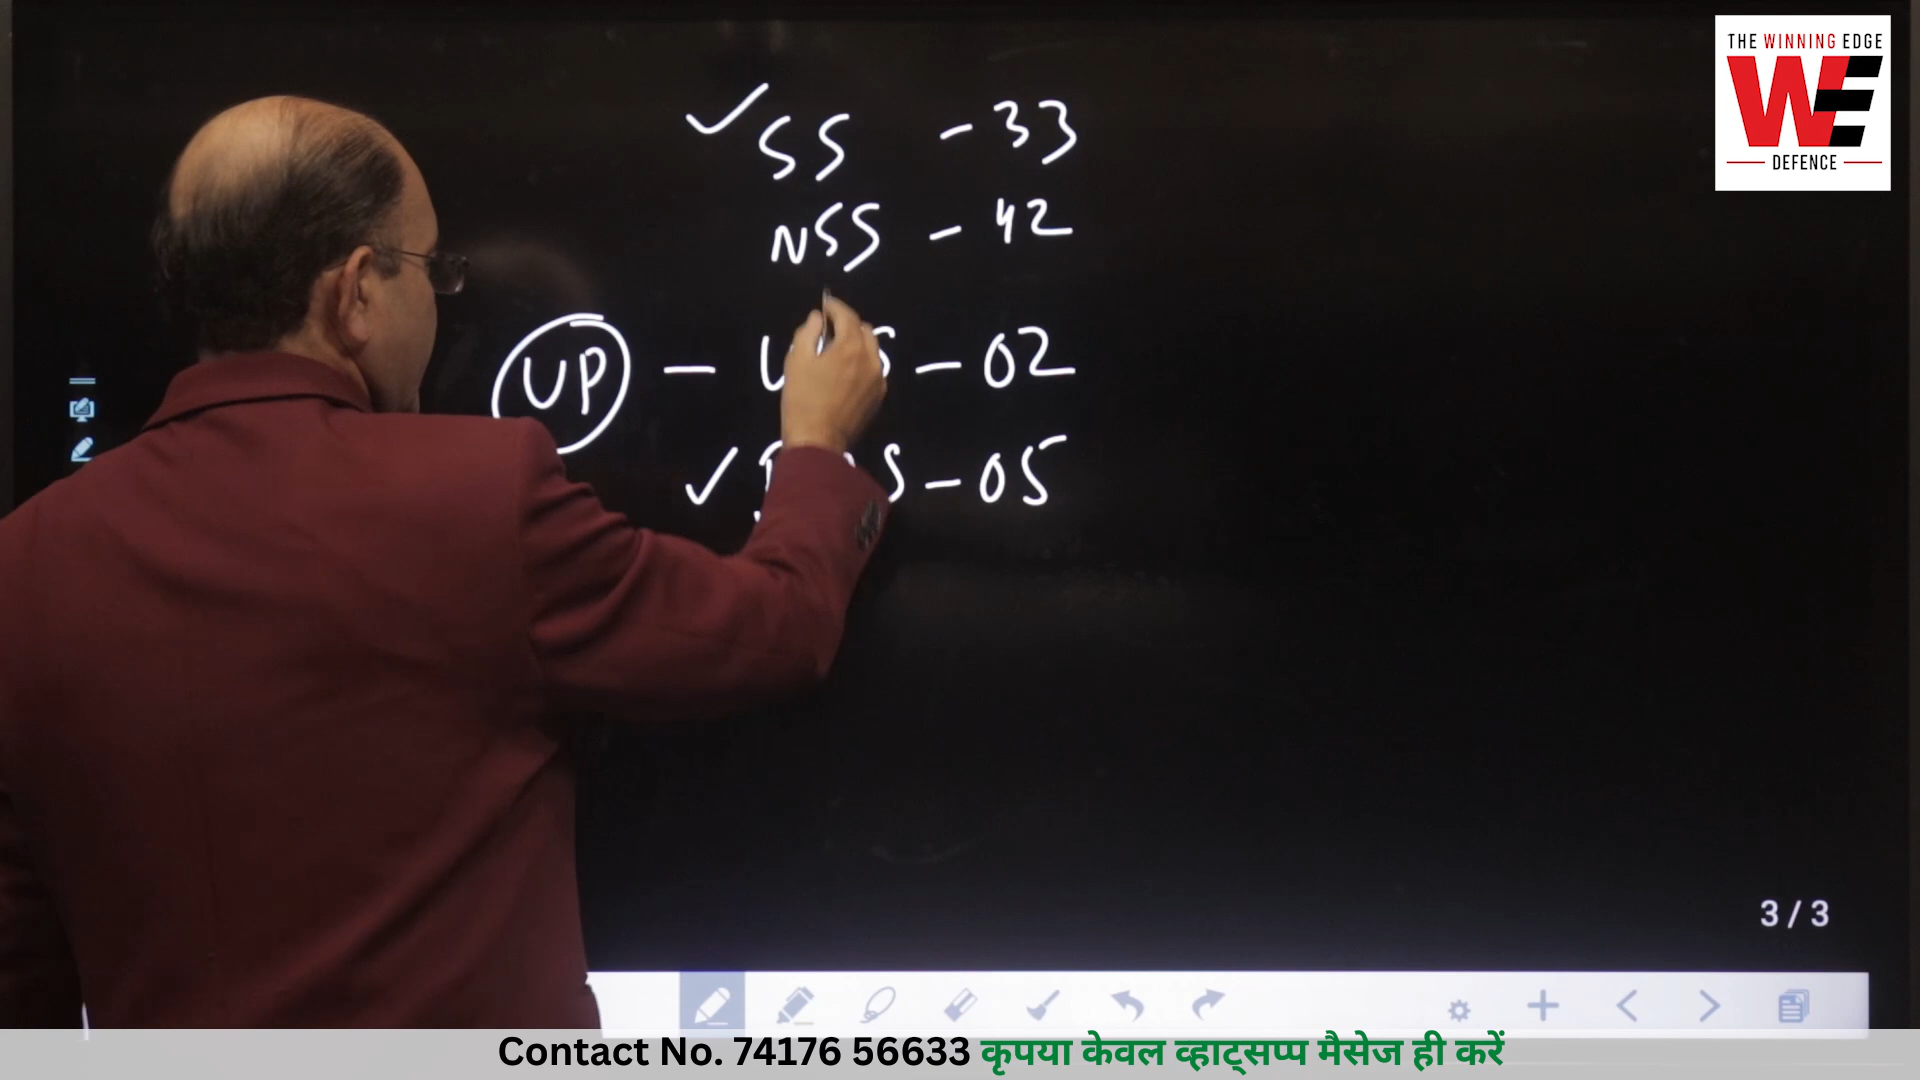 THE WINNING EDGE
WE
DEFENCE
✓ SS - 33
NSS - 42
UP - - 02
✓ S - 05
3 / 3
Contact No. 74176 56633 कृपया केवल व्हाट्सप्प मैसेज ही करें